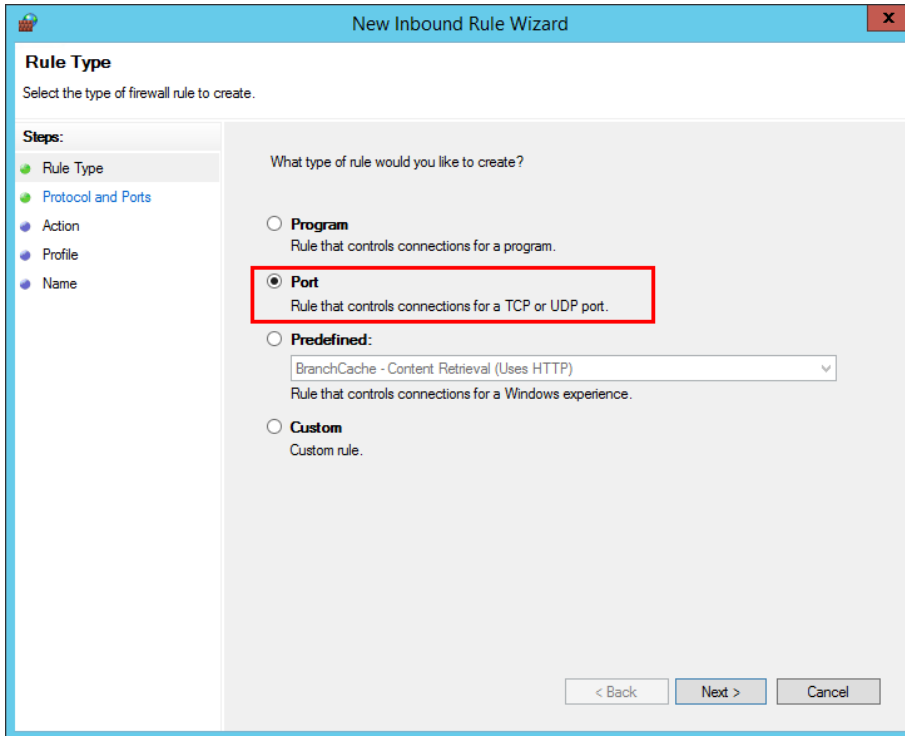 New Inbound Rule Wizard
x
Rule Type
Select the type of firewall rule to create.
Steps:
Rule Type
Protocol and Ports
Action
Profile
Name
What type of rule would you like to create?
Program
Rule that controls connections for a program.
Port
Rule that controls connections for a TCP or UDP port.
Predefined:
BranchCache - Content Retrieval (Uses HTTP)
Rule that controls connections for a Windows experience.
Custom
Custom rule.
< Back Next > Cancel